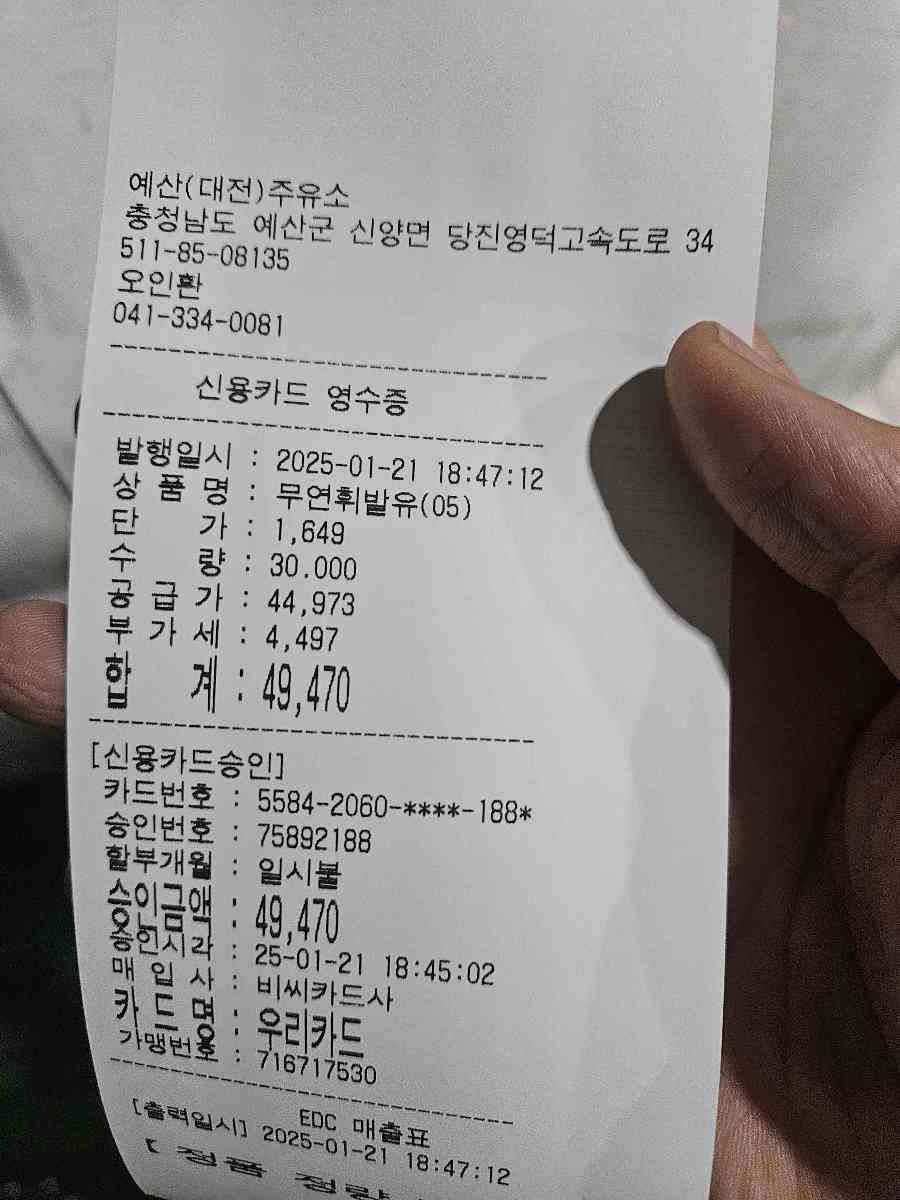 예산(대전)주유소
충청남도 예산군 신양면 당진영덕고속도로 34
511-85-08135
오인환
041-334-0081
신용카드 영수증
발행일시 : 2025-01-21 18:47:12
상 품 명 : 무연휘발유(05)
단 가 : 1,649
수 량 : 30.000
공 급 가 : 44,973
부 가 세 : 4,497
합 계 : 49,470
[신용카드승인]
카드번호 : 5584-2060-****-188*
승인번호 : 75892188
할부개월 : 일시불
승인금액 : 49,470
승인시각 : 25-01-21 18:45:02
매 입 사 : 비씨카드사
카 드 명 : 우리카드
가맹번호 : 716717530
EDC 매출표
[출력일시] 2025-01-21 18:47:12
【 정품 정량